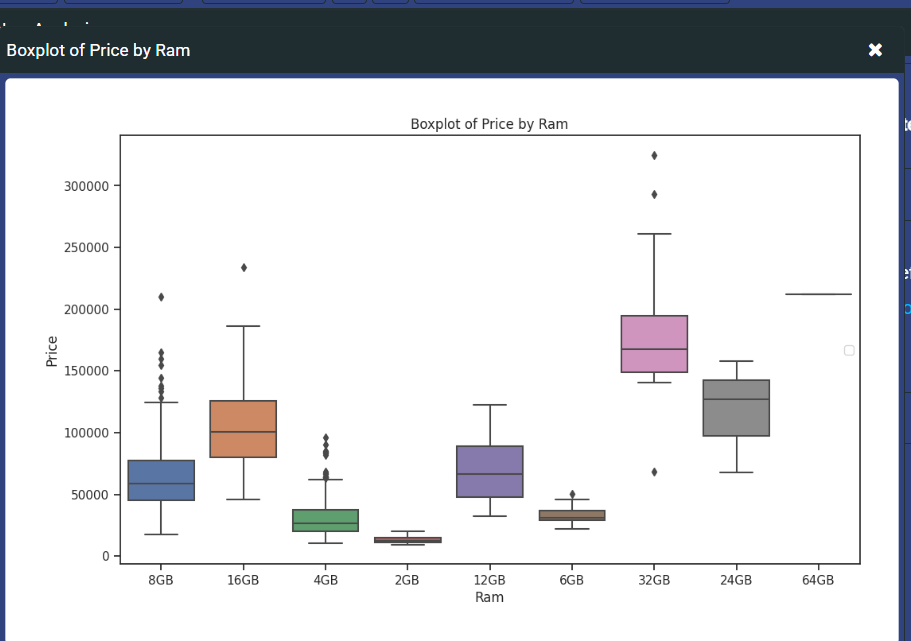 Boxplot of Price by Ram ✖
Boxplot of Price by Ram
300000
250000
200000
150000
100000
50000
0
Price
8GB 16GB 4GB 2GB 12GB 6GB 32GB 24GB 64GB
Ram